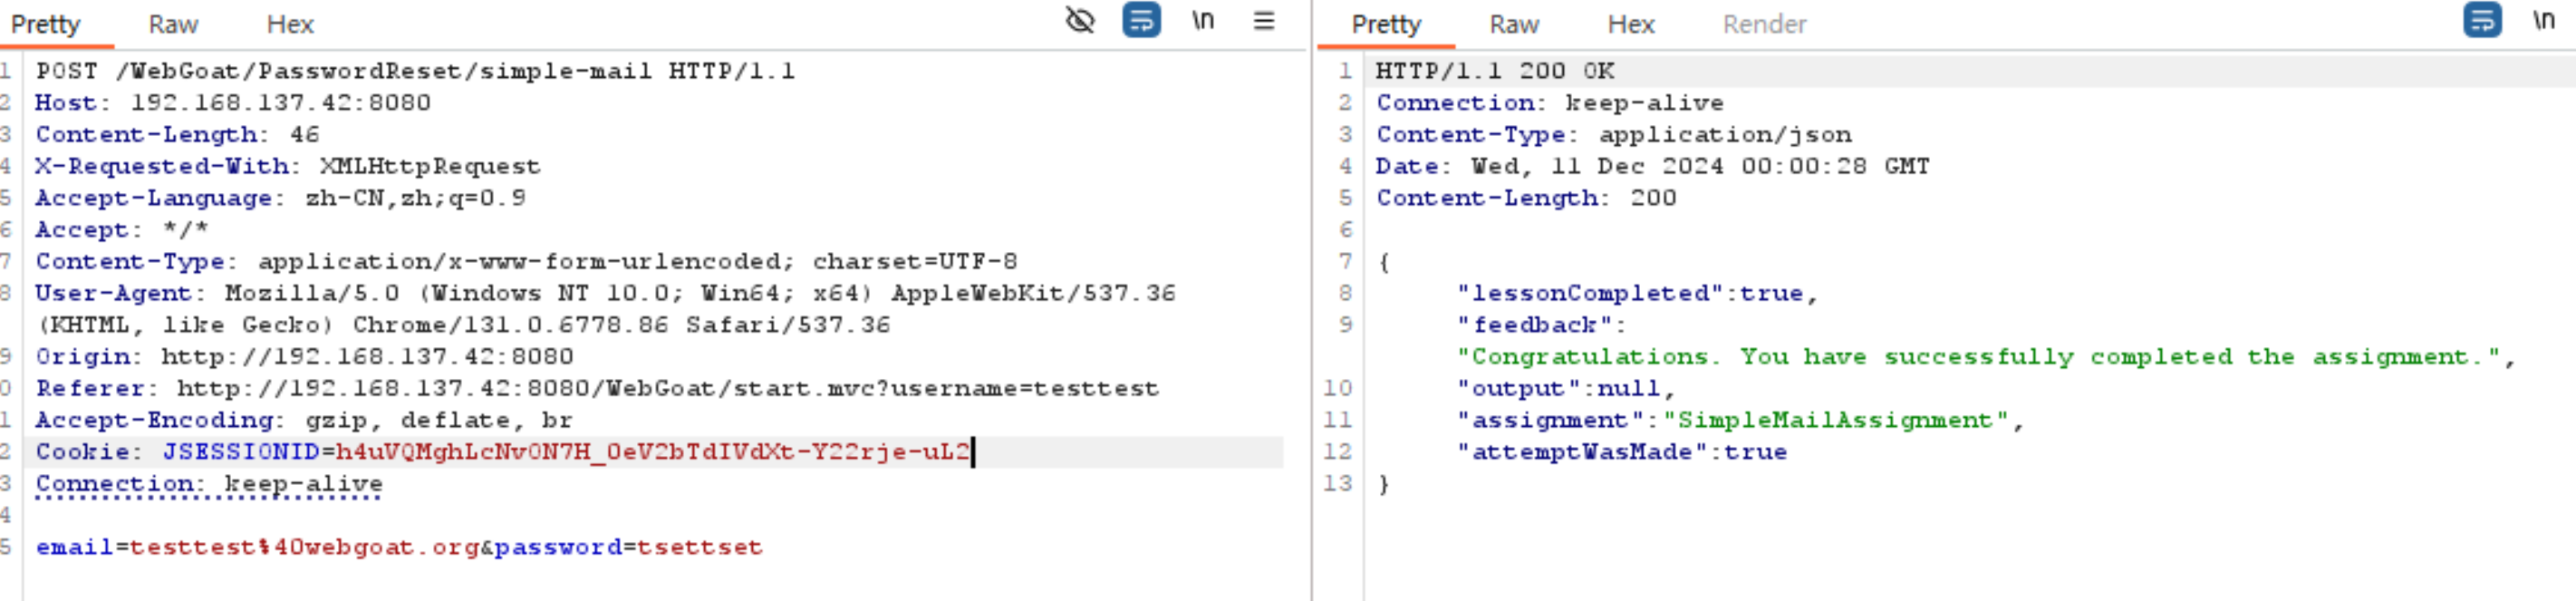 Pretty Raw Hex \n
1 POST /WebGoat/PasswordReset/simple-mail HTTP/1.1
2 Host: 192.168.137.42:8080
3 Content-Length: 46
4 X-Requested-With: XMLHttpRequest
5 Accept-Language: zh-CN,zh;q=0.9
6 Accept: */*
7 Content-Type: application/x-www-form-urlencoded; charset=UTF-8
8 User-Agent: Mozilla/5.0 (Windows NT 10.0; Win64; x64) AppleWebKit/537.36
(KHTML, like Gecko) Chrome/131.0.6778.86 Safari/537.36
9 Origin: http://192.168.137.42:8080
0 Referer: http://192.168.137.42:8080/WebGoat/start.mvc?username=testtest
1 Accept-Encoding: gzip, deflate, br
2 Cookie: JSESSIONID=h4uVQMghLcNv0N7H_0eV2bTdIVdXt-Y22rje-uL2
3 Connection: keep-alive
4
5 email=testtest%40webgoat.org&password=tsettset
Pretty Raw Hex Render \n
1 HTTP/1.1 200 OK
2 Connection: keep-alive
3 Content-Type: application/json
4 Date: Wed, 11 Dec 2024 00:00:28 GMT
5 Content-Length: 200
6
7 {
8 "lessonCompleted":true,
9 "feedback":
"Congratulations. You have successfully completed the assignment.",
10 "output":null,
11 "assignment":"SimpleMailAssignment",
12 "attemptWasMade":true
13 }